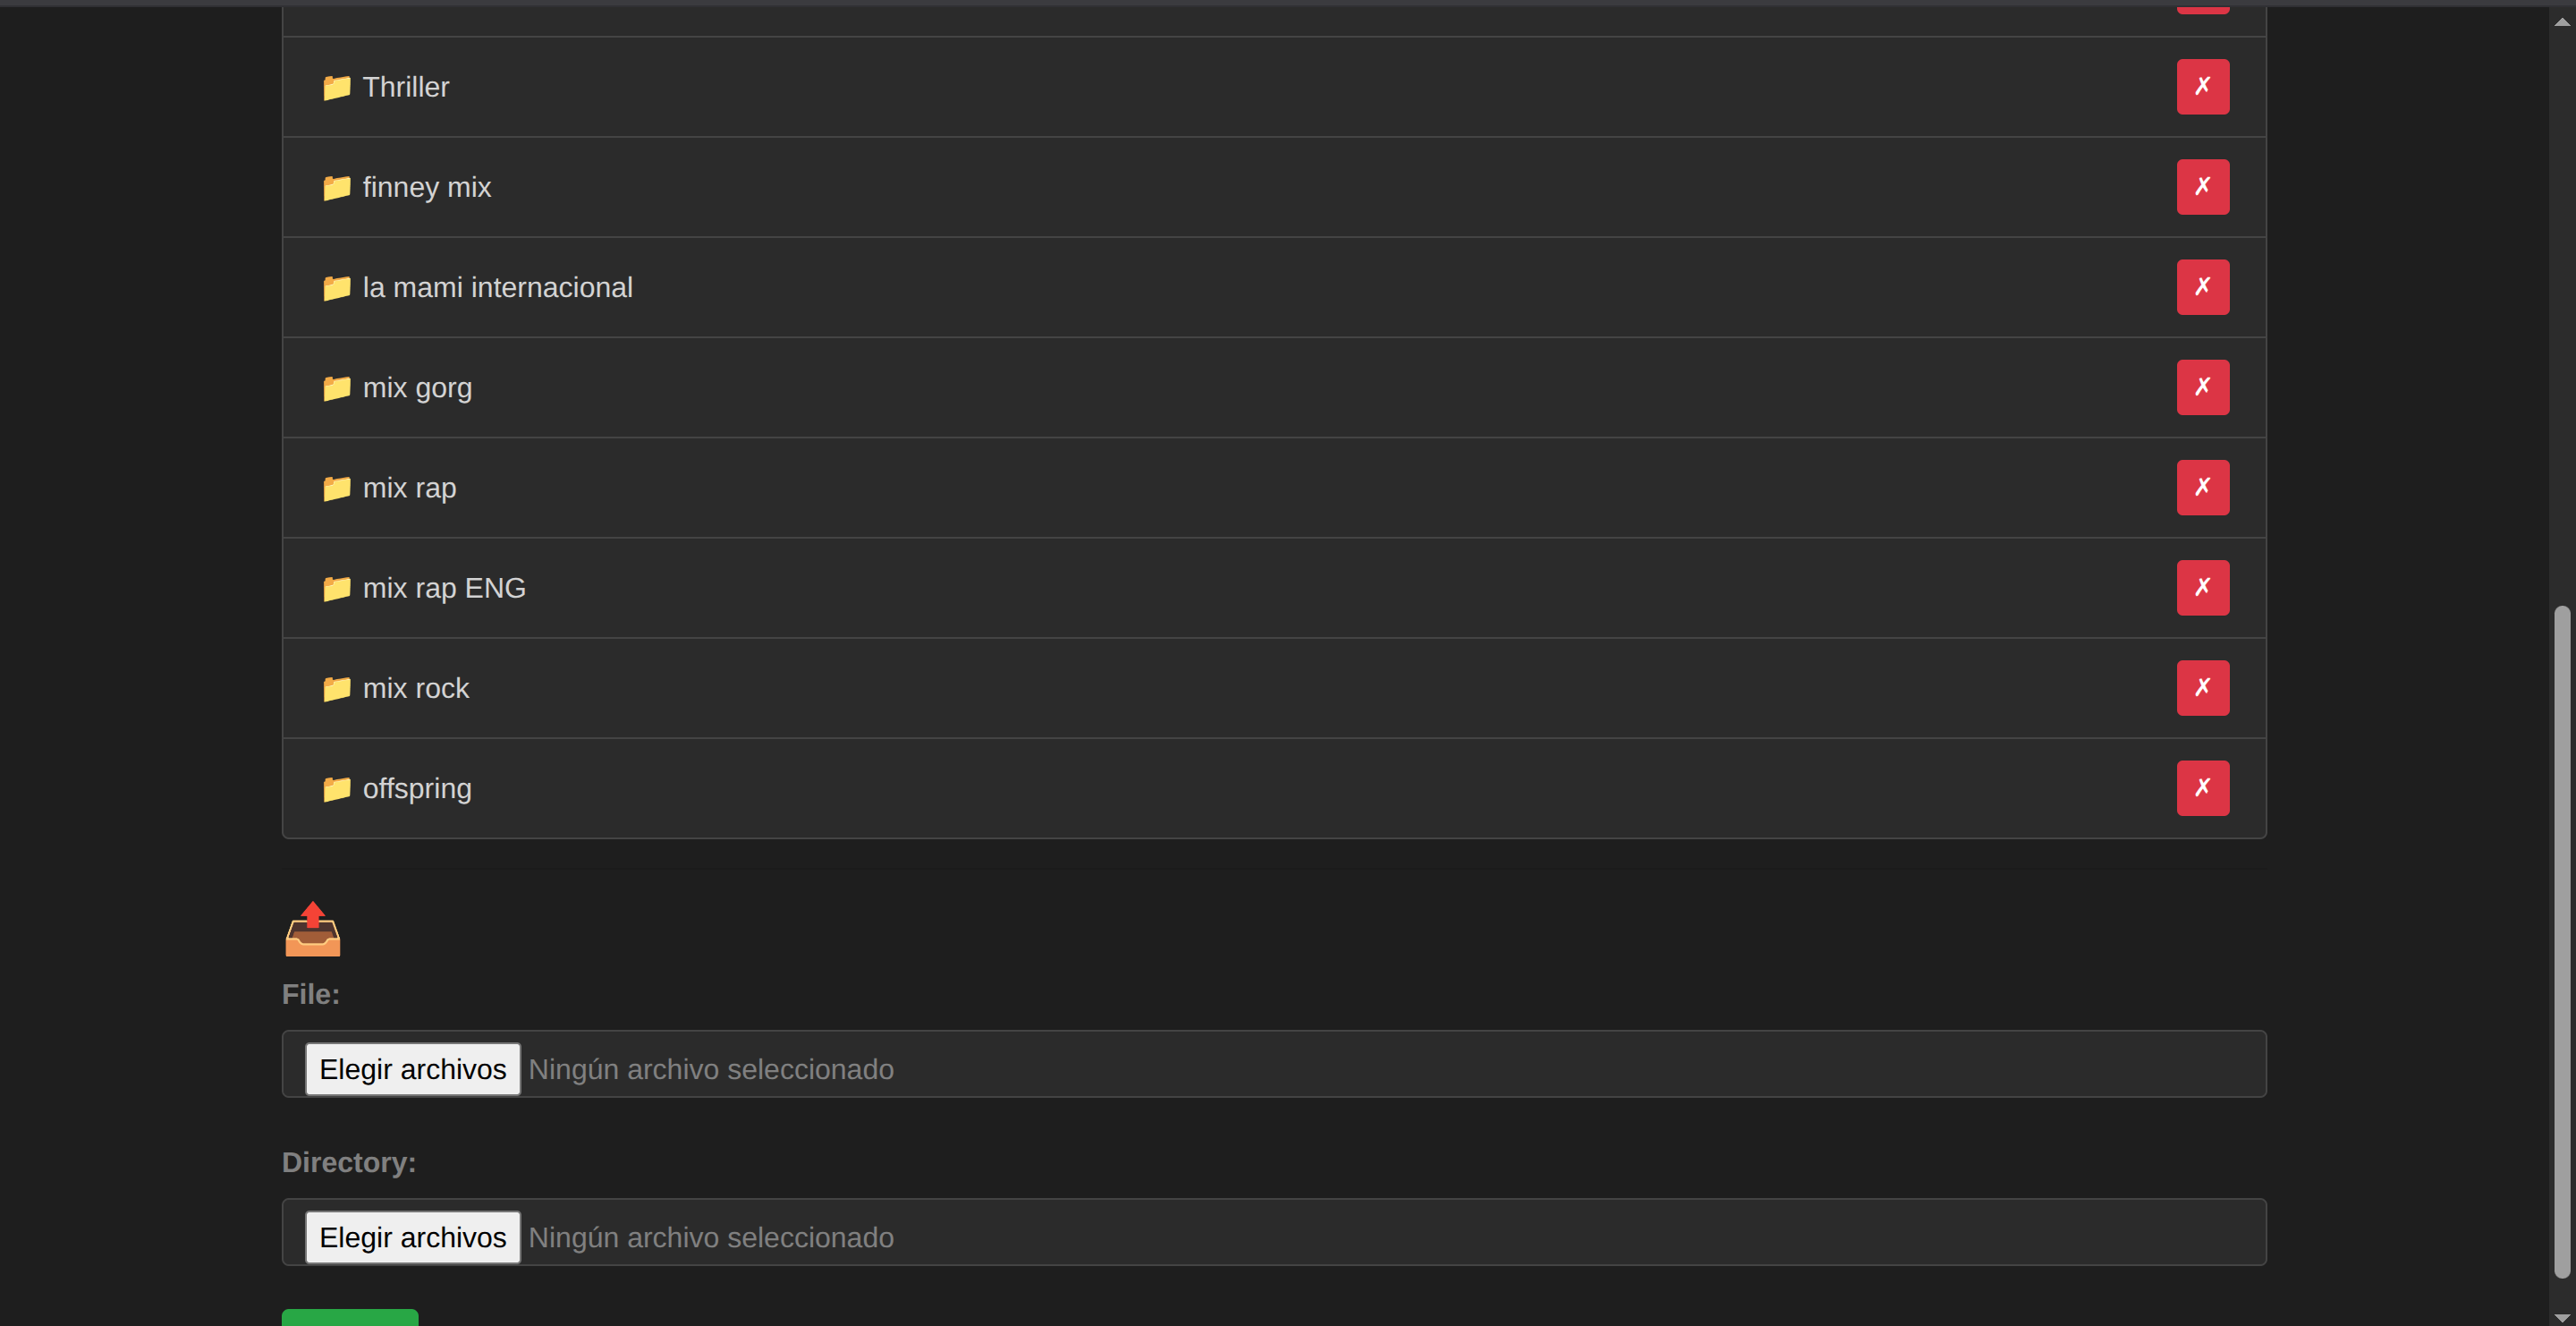 Thriller
finney mix
la mami internacional
mix gorg
mix rap
mix rap ENG
mix rock
offspring
File:
Elegir archivos Ningún archivo seleccionado
Directory:
Elegir archivos Ningún archivo seleccionado